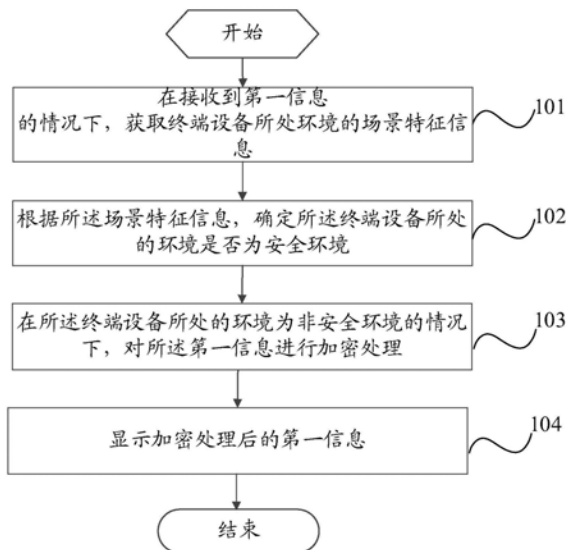 开始
在接收到第一信息
的情况下，获取终端设备所处环境的场景特征信
息
101
根据所述场景特征信息，确定所述终端设备所处
的环境是否为安全环境
102
在所述终端设备所处的环境为非安全环境的情况
下，对所述第一信息进行加密处理
103
显示加密处理后的第一信息
104
结束